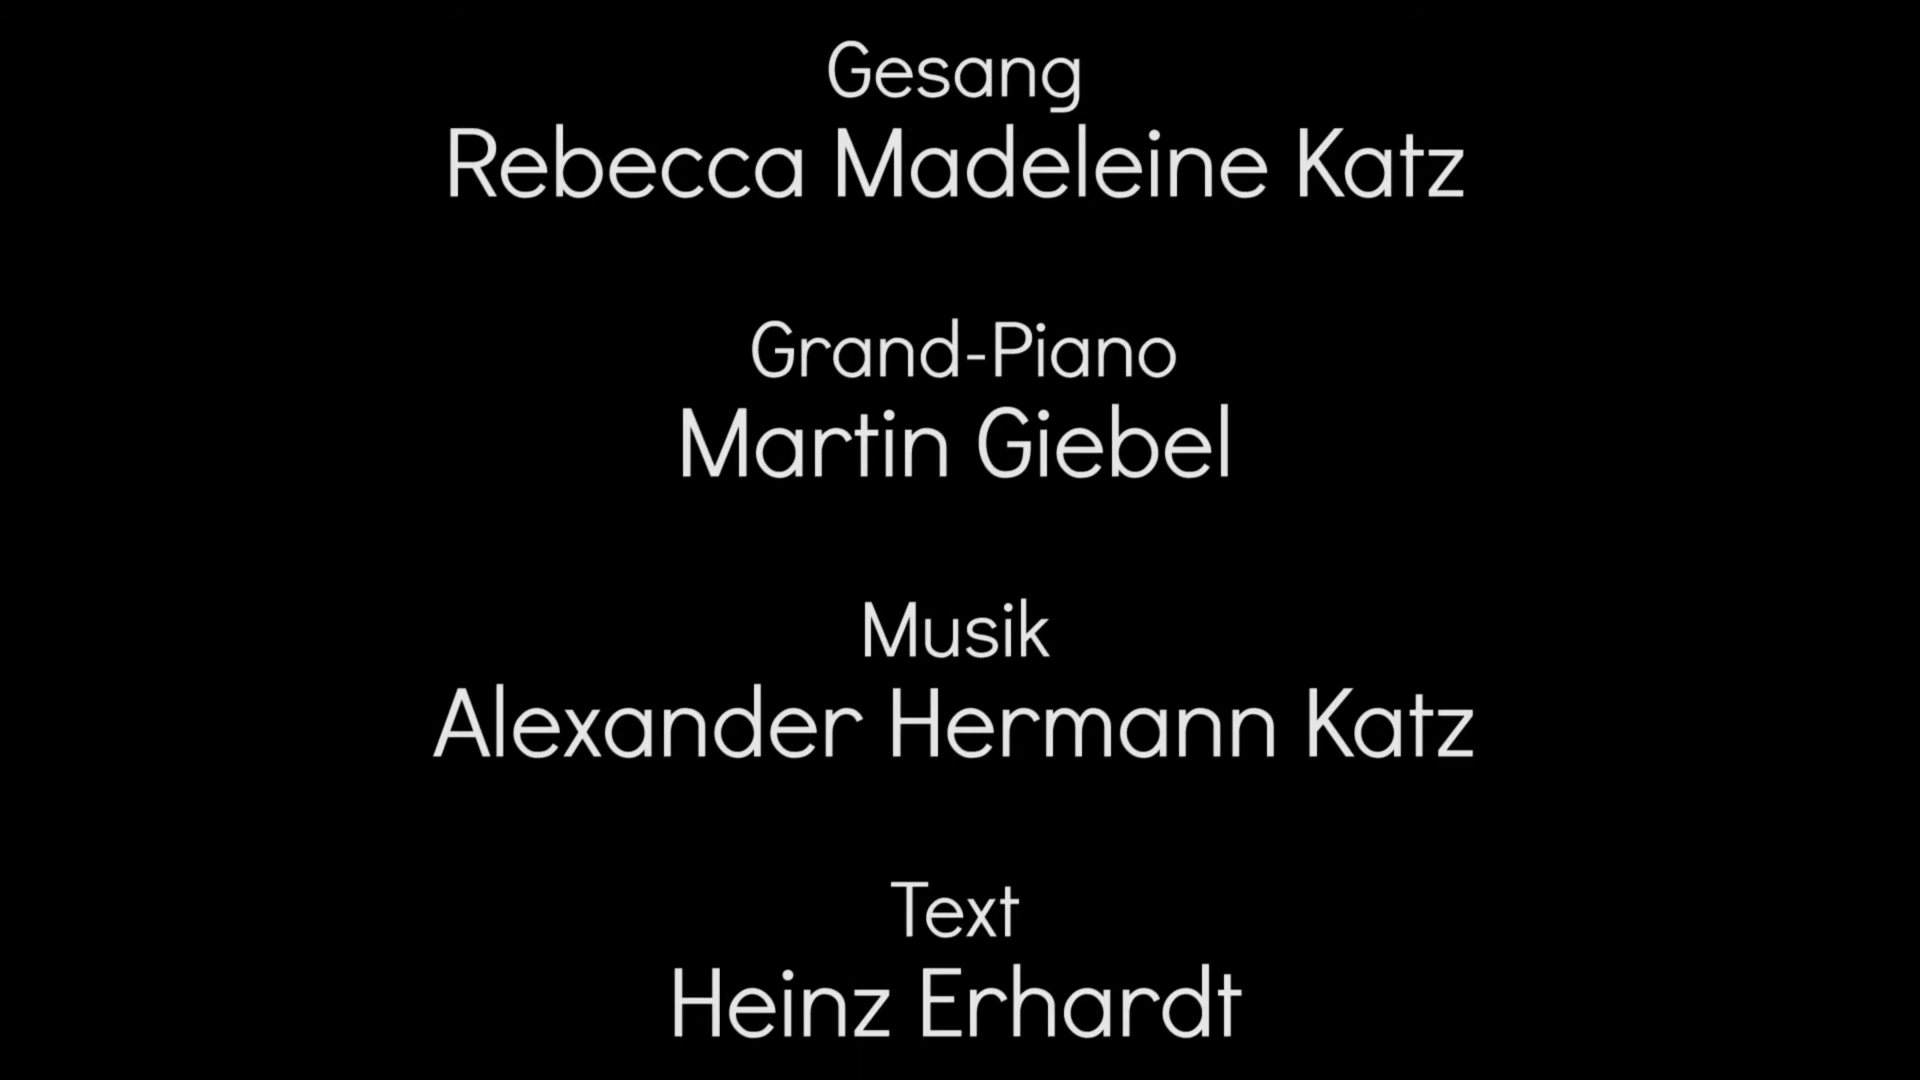 Gesang
Rebecca Madeleine Katz
Grand-Piano
Martin Giebel
Musik
Alexander Hermann Katz
Text
Heinz Erhardt